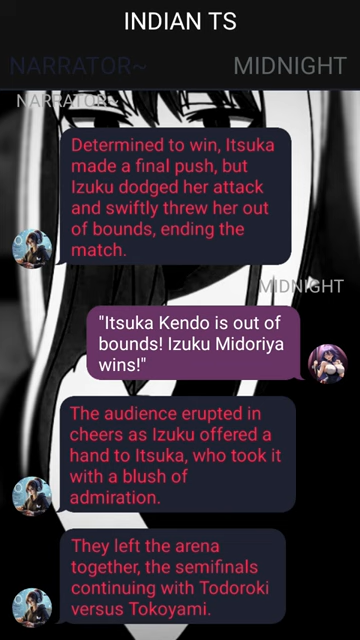 INDIAN TS
NARRATOR~
MIDNIGHT
NARRATOR~
Determined to win, Itsuka
made a final push, but
Izuku dodged her attack
and swiftly threw her out
of bounds, ending the
match.
MIDNIGHT
"Itsuka Kendo is out of
bounds! Izuku Midoriya
wins!"
The audience erupted in
cheers as Izuku offered a
hand to Itsuka, who took it
with a blush of
admiration.
They left the arena
together, the semifinals
continuing with Todoroki
versus Tokoyami.